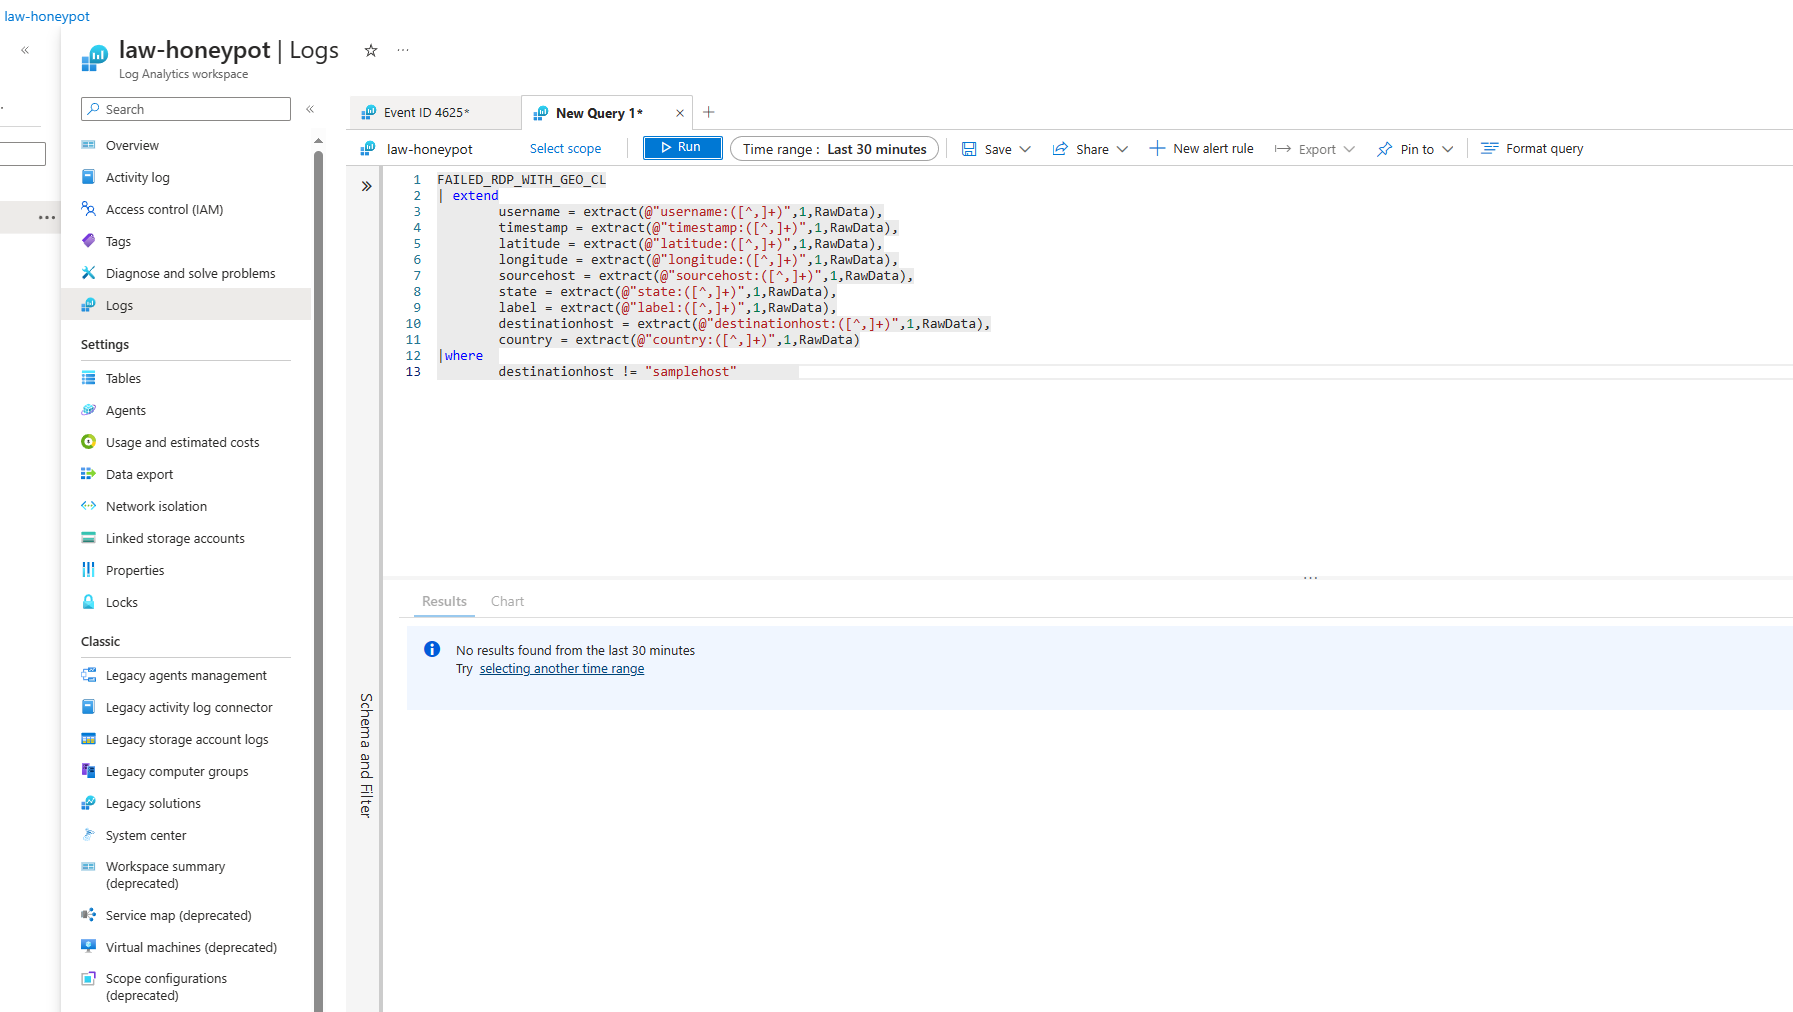 law-honeypot
law-honeypot | Logs
Log Analytics workspace
Search
Overview
Activity log
Access control (IAM)
Tags
Diagnose and solve problems
Logs
Settings
Tables
Agents
Usage and estimated costs
Data export
Network isolation
Linked storage accounts
Properties
Locks
Classic
Legacy agents management
Legacy activity log connector
Legacy storage account logs
Legacy computer groups
Legacy solutions
System center
Workspace summary
(deprecated)
Service map (deprecated)
Virtual machines (deprecated)
Scope configurations
(deprecated)
Event ID 4625*
New Query 1*
law-honeypot Select scope Run Time range : Last 30 minutes Save Share New alert rule Export Pin to Format query
1 FAILED_RDP_WITH_GEO_CL
2 | extend
3 username = extract(@"username:([^,]+)",1,RawData),
4 timestamp = extract(@"timestamp:([^,]+)",1,RawData),
5 latitude = extract(@"latitude:([^,]+)",1,RawData),
6 longitude = extract(@"longitude:([^,]+)",1,RawData),
7 sourcehost = extract(@"sourcehost:([^,]+)",1,RawData),
8 state = extract(@"state:([^,]+)",1,RawData),
9 label = extract(@"label:([^,]+)",1,RawData),
10 destinationhost = extract(@"destinationhost:([^,]+)",1,RawData),
11 country = extract(@"country:([^,]+)",1,RawData)
12 |where
13 destinationhost != "samplehost"
Schema and Filter
Results Chart
No results found from the last 30 minutes
Try selecting another time range